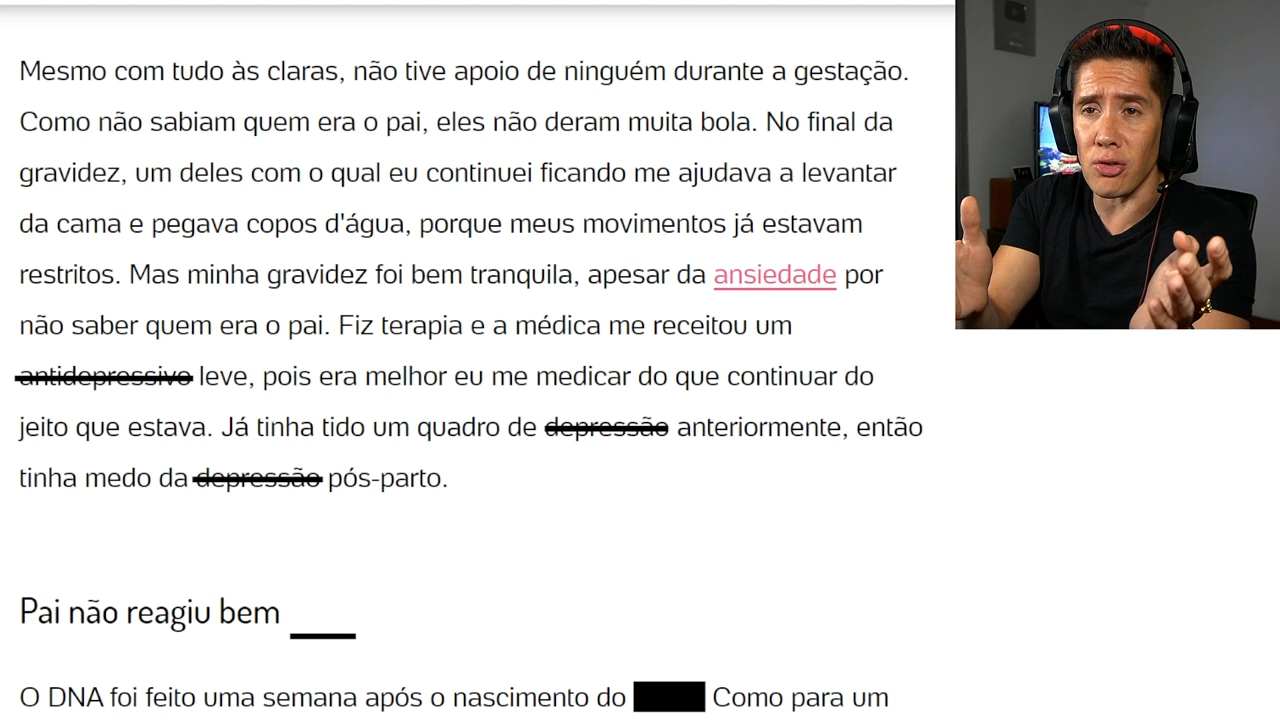 Mesmo com tudo às claras, não tive apoio de ninguém durante a gestação.
Como não sabiam quem era o pai, eles não deram muita bola. No final da
gravidez, um deles com o qual eu continuei ficando me ajudava a levantar
da cama e pegava copos d'água, porque meus movimentos já estavam
restritos. Mas minha gravidez foi bem tranquila, apesar da ansiedade por
não saber quem era o pai. Fiz terapia e a médica me receitou um
antidepressivo leve, pois era melhor eu me medicar do que continuar do
jeito que estava. Já tinha tido um quadro de depressão anteriormente, então
tinha medo da depressão pós-parto.
Pai não reagiu bem
O DNA foi feito uma semana após o nascimento do Como para um